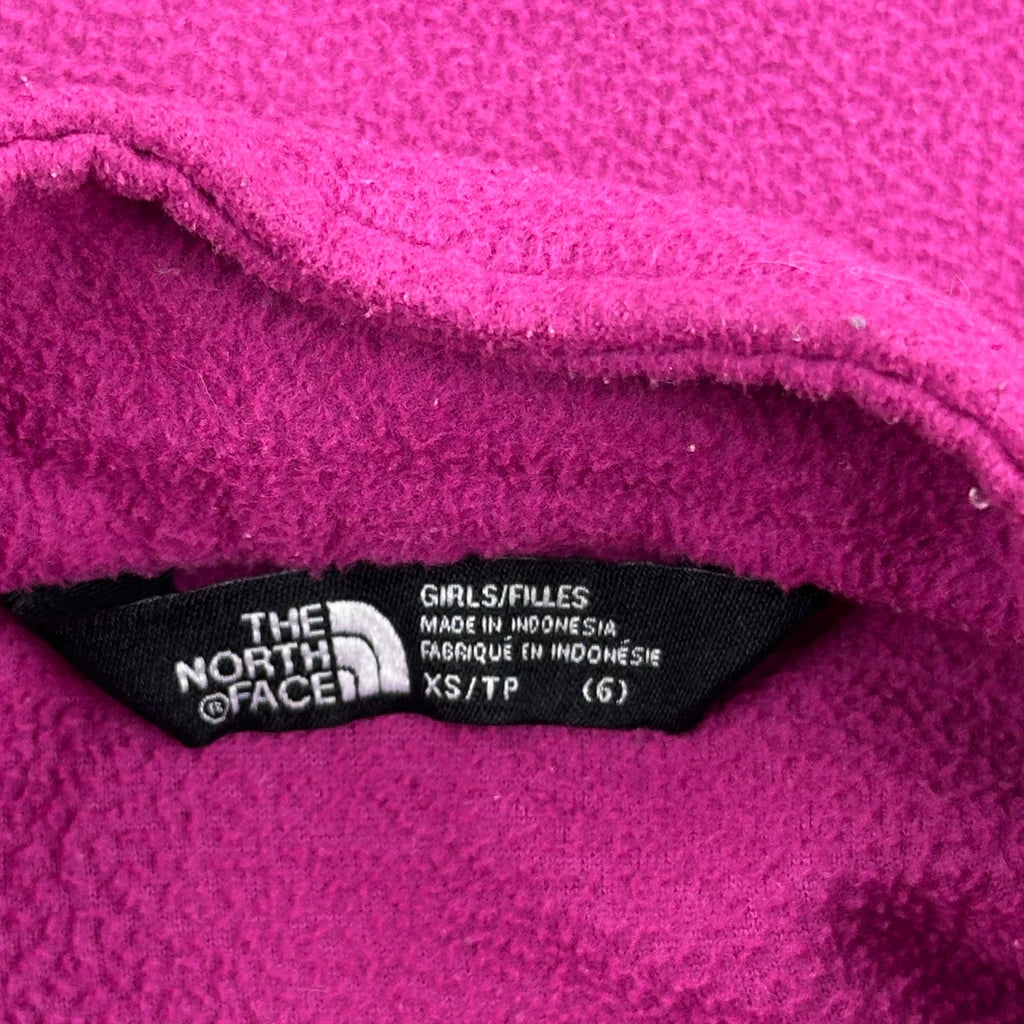 THE
NORTH
®FACE
GIRLS/FILLES
MADE IN INDONESIA
FABRIQUÉ EN INDONÉSIE
XS/TP (6)